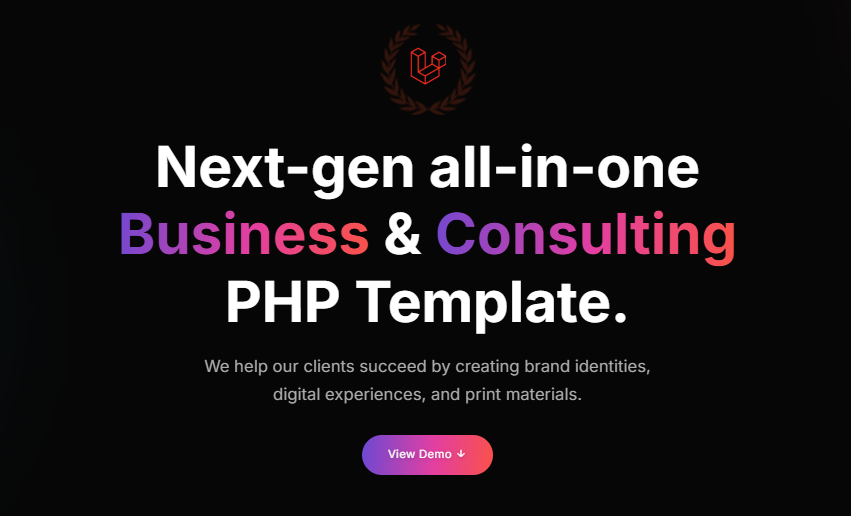 Next-gen all-in-one
Business & Consulting
PHP Template.
We help our clients succeed by creating brand identities,
digital experiences, and print materials.
View Demo ↓